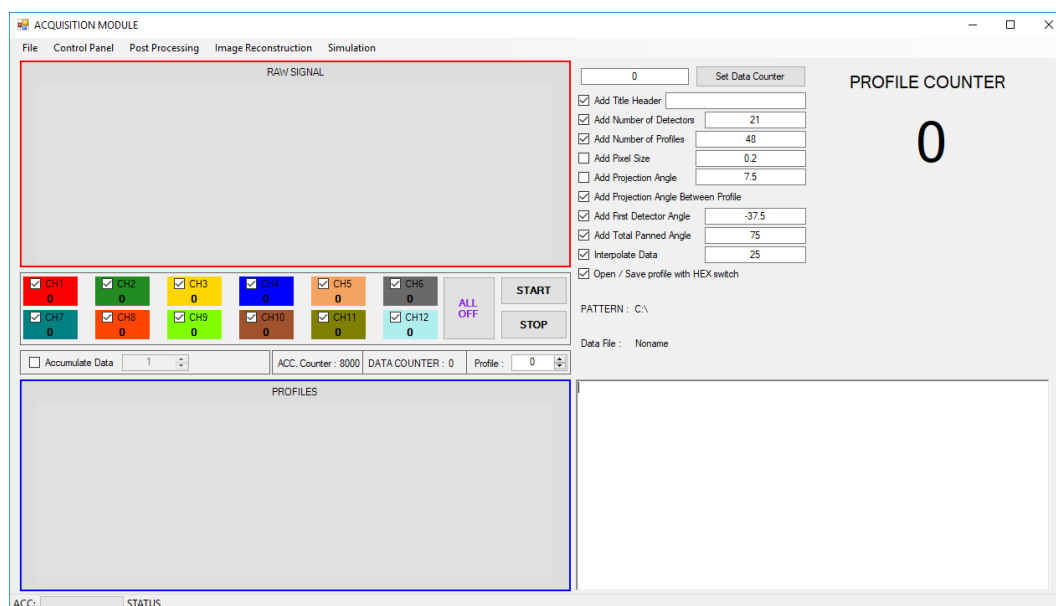 ACQUISITION MODULE
File Control Panel Post Processing Image Reconstruction Simulation
RAW SIGNAL
0 Set Data Counter
Add Title Header
Add Number of Detectors 21
Add Number of Profiles 48
Add Pixel Size 0.2
Add Projection Angle 7.5
Add Projection Angle Between Profile
Add First Detector Angle -37.5
Add Total Panned Angle 75
Interpolate Data 25
Open / Save profile with HEX switch
PATTERN : C:\
Data File : Noname
PROFILE COUNTER
0
CH1 CH2 CH3 CH4 CH5 CH6
0 0 0 0 0 0
CH7 CH8 CH9 CH10 CH11 CH12
0 0 0 0 0 0
ALL
OFF
START
STOP
Accumulate Data 1 ACC. Counter : 8000 DATA COUNTER : 0 Profile : 0
PROFILES
ACC: STATUS